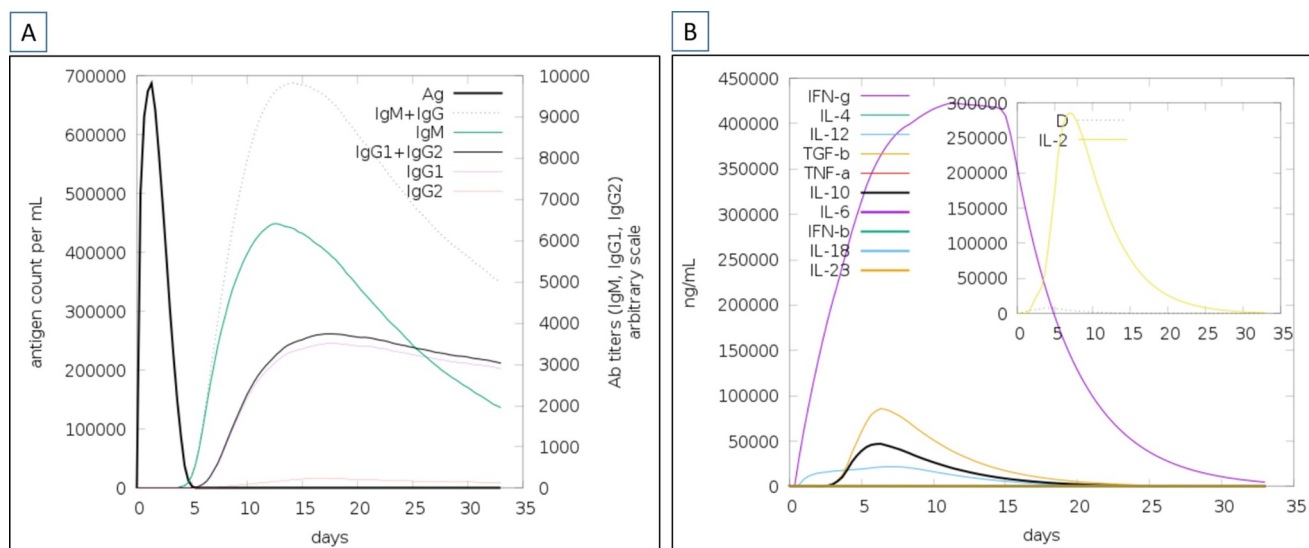 A
700000
600000
500000
400000
300000
200000
100000
0
antigen count per mL
0 5 10 15 20 25 30 35
days
10000
9000
8000
7000
6000
5000
4000
3000
2000
1000
0
Ab titers (IgM, IgG1, IgG2)
arbitrary scale
Ag
IgM+IgG
IgM
IgG1+IgG2
IgG1
IgG2
B
450000
400000
350000
300000
250000
200000
150000
100000
50000
0
ng/mL
0 5 10 15 20 25 30 35
days
IFN-g
IL-4
IL-12
TGF-b
TNF-a
IL-10
IL-6
IFN-b
IL-18
IL-23
300000
250000
200000
150000
100000
50000
0
0 5 10 15 20 25 30 35
D
IL-2